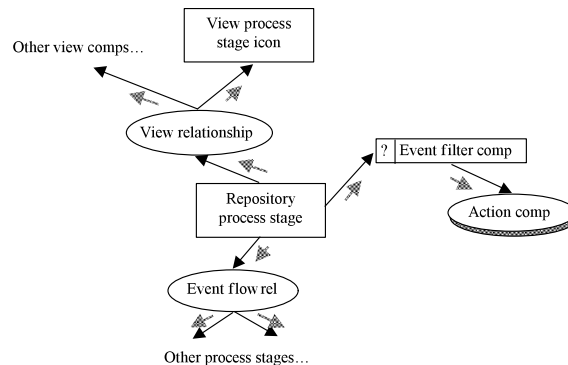 View process
stage icon
Other view comps...
View relationship
? Event filter comp
Repository
process stage
Action comp
Event flow rel
Other process stages...